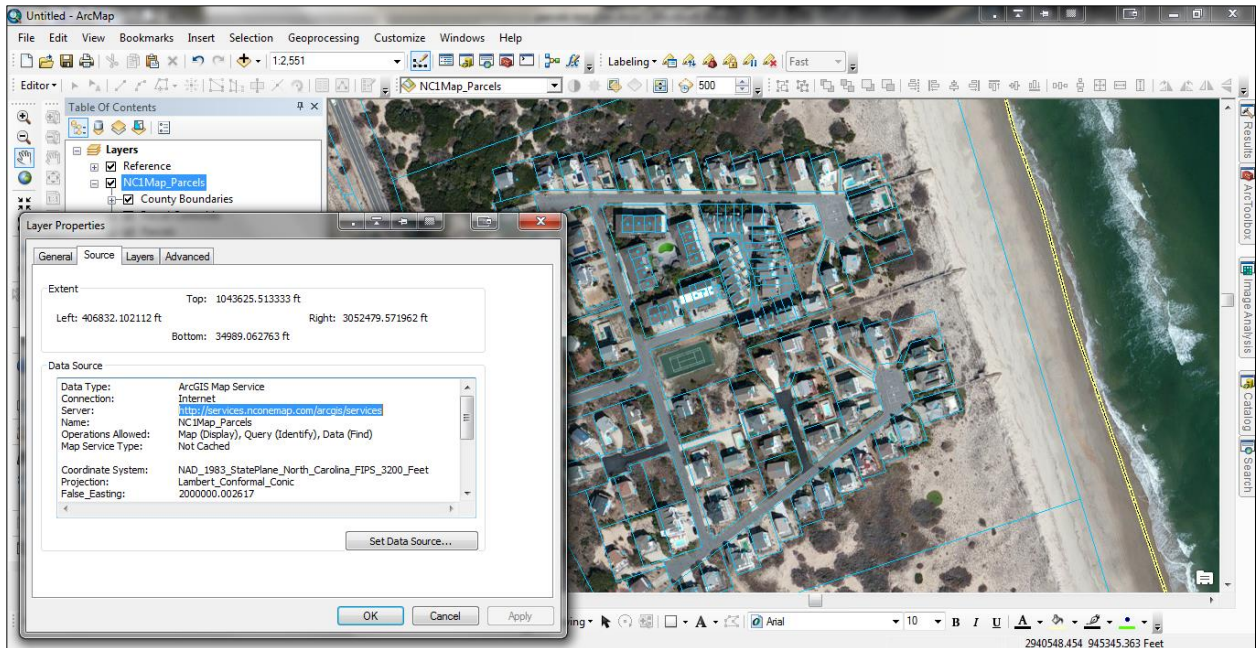 Untitled - ArcMap
File Edit View Bookmarks Insert Selection Geoprocessing Customize Windows Help
1:2,551 Labeling Fast
Editor NC1Map_Parcels 500
Table Of Contents
Layers
Reference
NC1Map_Parcels
County Boundaries
Layer Properties
General Source Layers Advanced
Extent
Top: 1043625.513333 ft
Left: 406832.102112 ft Right: 3052479.571962 ft
Bottom: 34989.062763 ft
Data Source
Data Type: ArcGIS Map Service
Connection: Internet
Server: http://services.nconemap.com/arcgis/services
Name: NC1Map_Parcels
Operations Allowed: Map (Display), Query (Identify), Data (Find)
Map Service Type: Not Cached
Coordinate System: NAD_1983_StatePlane_North_Carolina_FIPS_3200_Feet
Projection: Lambert_Conformal_Conic
False_Easting: 2000000.002617
Set Data Source...
OK Cancel Apply
Results
ArcToolbox
Image Analysis
Catalog
Search
ing A Arial 10 B I U A
2940548.454 945345.363 Feet